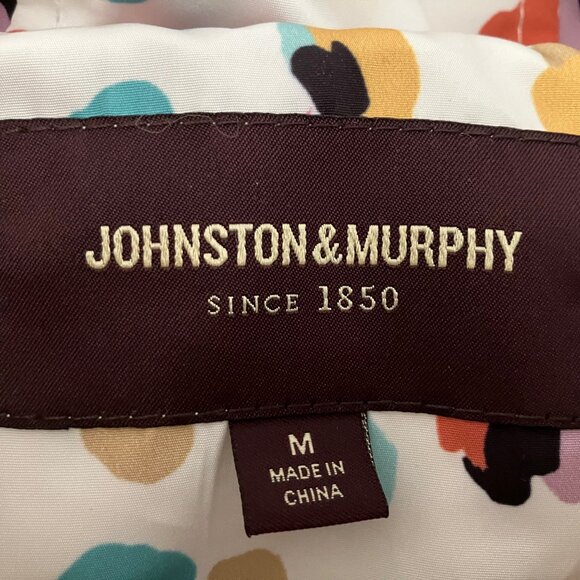 JOHNSTON&MURPHY
SINCE 1850
M
MADE IN
CHINA